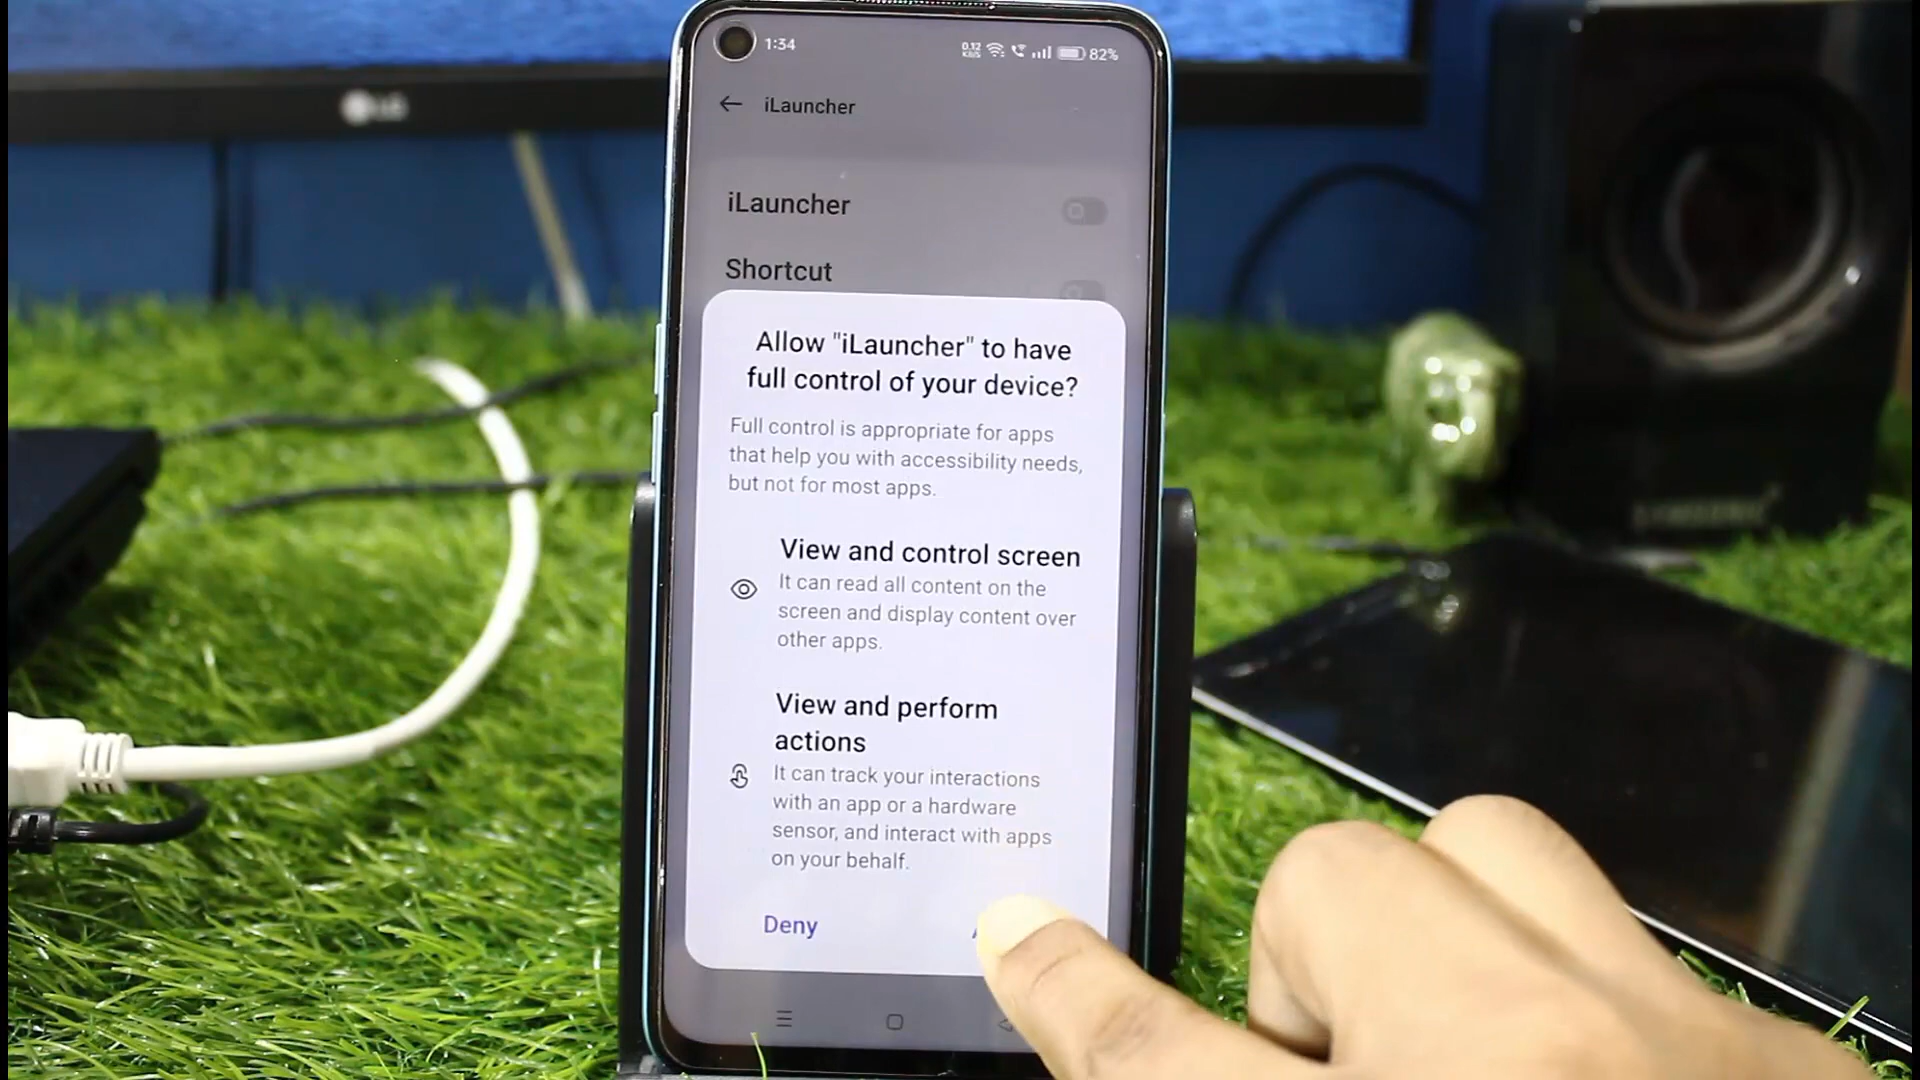 LG
1:34
0.12
KB/S
82%
iLauncher
iLauncher
Shortcut
Allow "iLauncher" to have
full control of your device?
Full control is appropriate for apps
that help you with accessibility needs,
but not for most apps.
View and control screen
It can read all content on the
screen and display content over
other apps.
View and perform
actions
It can track your interactions
with an app or a hardware
sensor, and interact with apps
on your behalf.
Deny